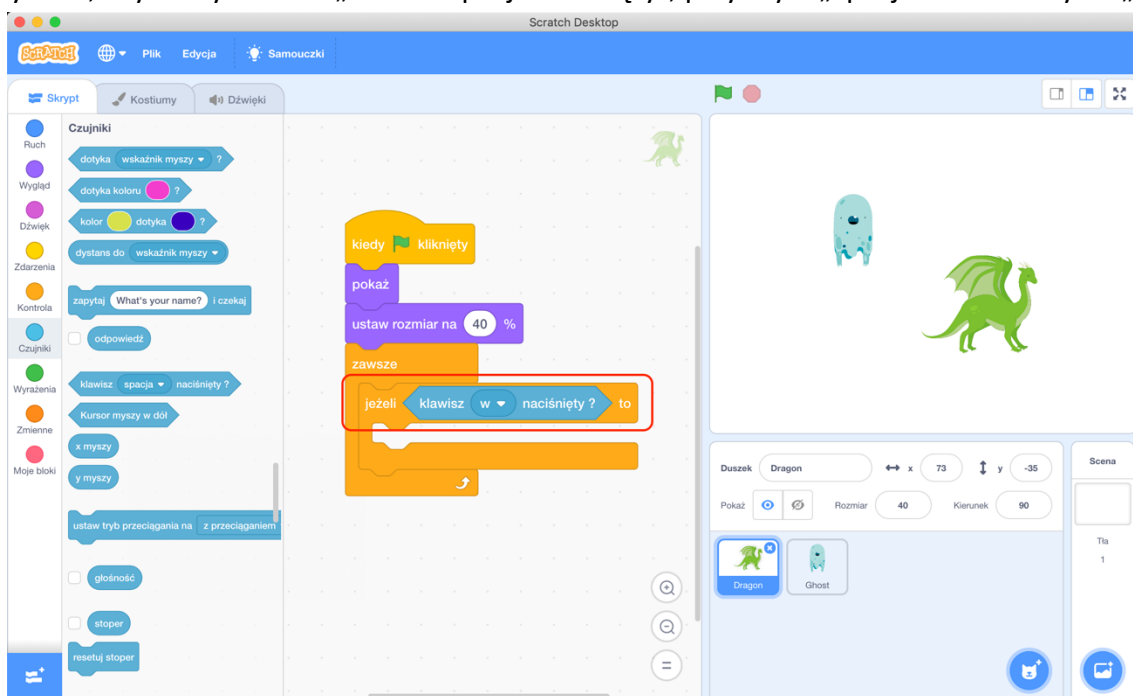 Scratch Desktop
SCRATCH
Plik Edycja Samouczki
Skrypt Kostiumy Dźwięki
Ruch
Wygląd
Dźwięk
Zdarzenia
Kontrola
Czujniki
Wyrażenia
Zmienne
Moje bloki
Czujniki
dotyka wskaźnik myszy ?
dotyka koloru ?
kolor dotyka ?
dystans do wskaźnik myszy
zapytaj What's your name? i czekaj
odpowiedź
klawisz spacja naciśnięty ?
Kursor myszy w dół
x myszy
y myszy
ustaw tryb przeciągania na z przeciąganiem
głośność
stoper
resetuj stoper
kiedy kliknięty
pokaż
ustaw rozmiar na 40 %
zawsze
jeżeli klawisz w naciśnięty ? to
Duszek Dragon x 73 y -35
Pokaż Rozmiar 40 Kierunek 90
Dragon
Ghost
Scena
Tła
1